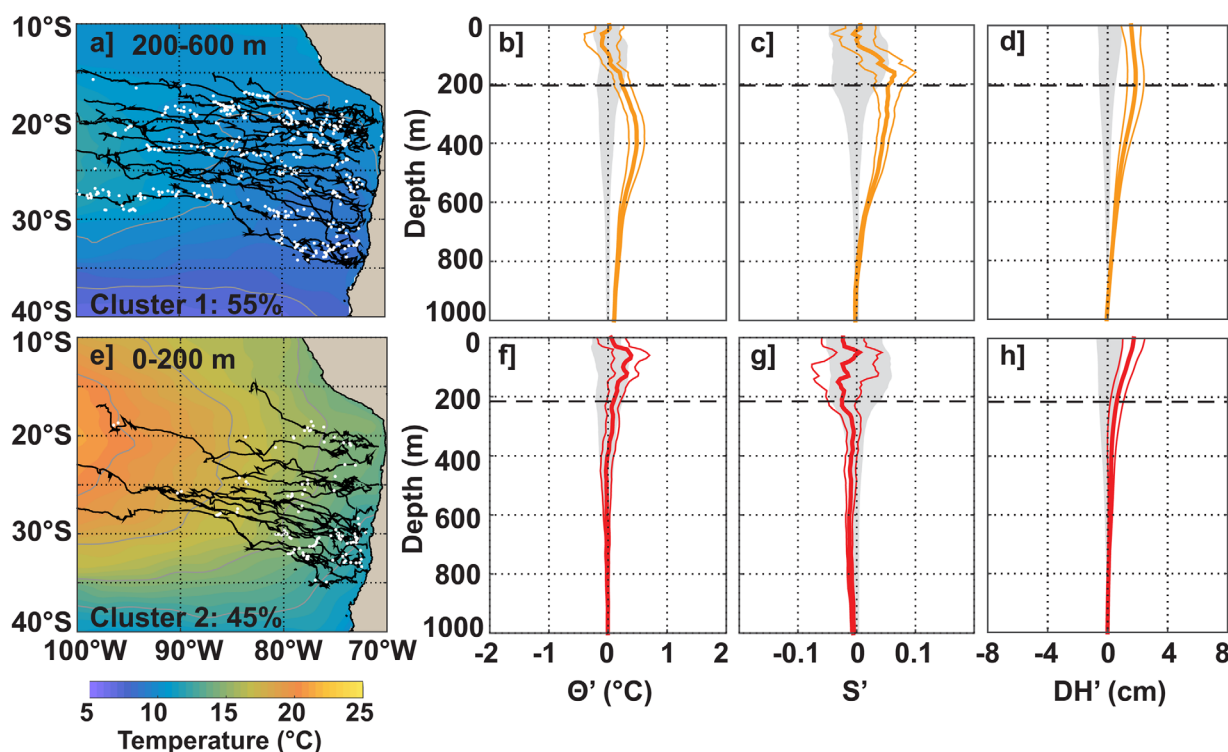 10°S
20°S
30°S
40°S
a] 200-600 m
Cluster 1: 55%
0
200
400
600
800
1000
Depth (m)
b]
c]
d]
10°S
20°S
30°S
40°S
e] 0-200 m
Cluster 2: 45%
100°W 90°W 80°W 70°W
0
200
400
600
800
1000
Depth (m)
f]
g]
h]
-2 -1 0 1 2
-0.1 0 0.1
-8 -4 0 4 8
Θ' (°C)
S'
DH' (cm)
5 10 15 20 25
Temperature (°C)